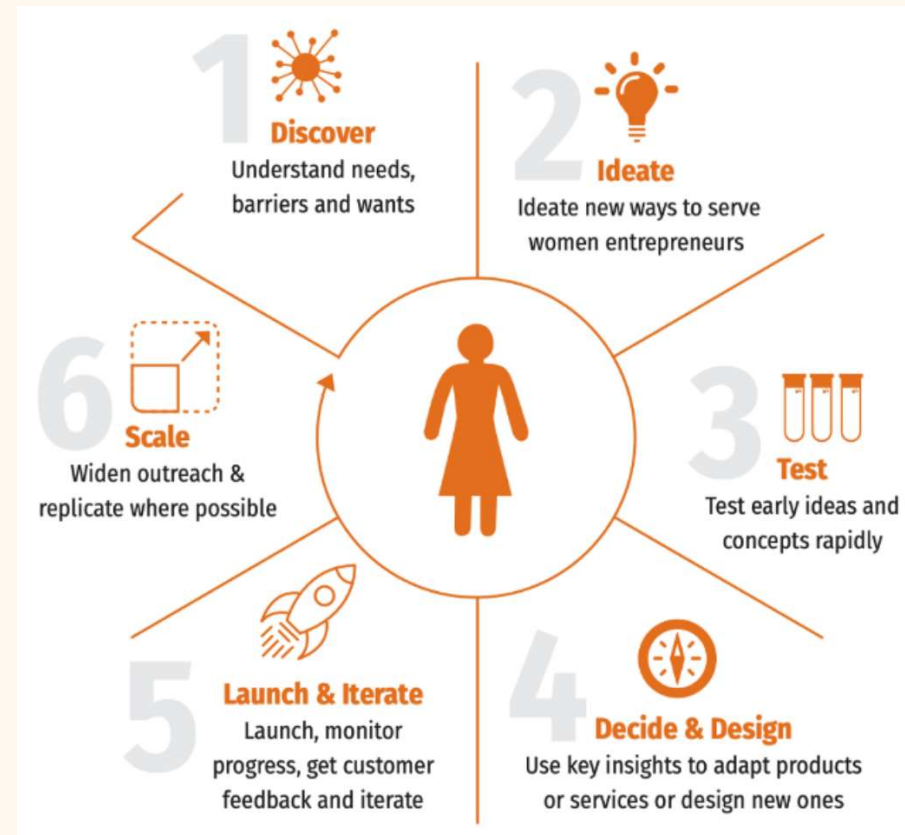 1
Discover
Understand needs,
barriers and wants
2
Ideate
Ideate new ways to serve
women entrepreneurs
3
Test
Test early ideas and
concepts rapidly
4
Decide & Design
Use key insights to adapt products
or services or design new ones
5
Launch & Iterate
Launch, monitor
progress, get customer
feedback and iterate
6
Scale
Widen outreach &
replicate where possible